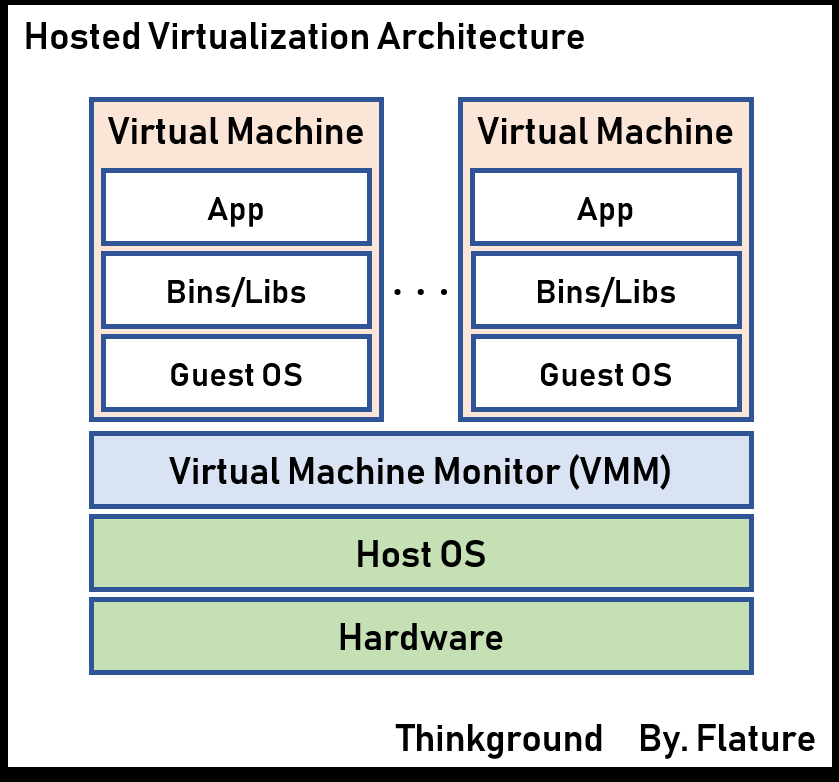 Hosted Virtualization Architecture
Virtual Machine
App
Bins/Libs
Guest OS
. . .
Virtual Machine
App
Bins/Libs
Guest OS
Virtual Machine Monitor (VMM)
Host OS
Hardware
Thinkground By. Flature